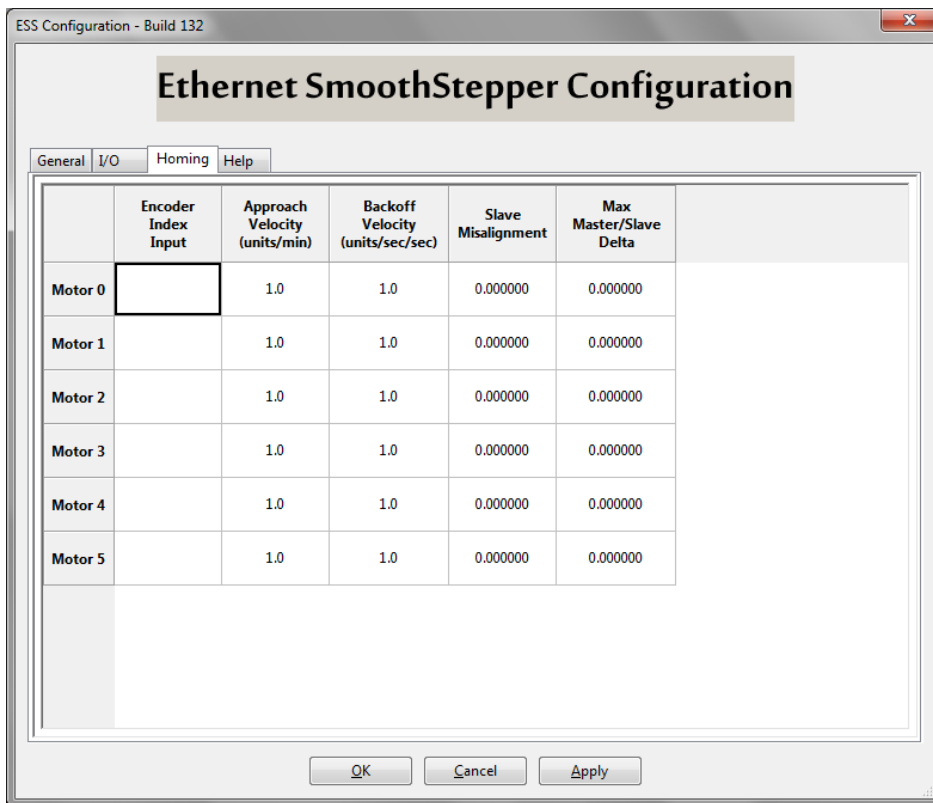 ESS Configuration - Build 132
Ethernet SmoothStepper Configuration
General I/O Homing Help
Encoder Index Input Approach Velocity (units/min) Backoff Velocity (units/sec/sec) Slave Misalignment Max Master/Slave Delta
Motor 0 1.0 1.0 0.000000 0.000000
Motor 1 1.0 1.0 0.000000 0.000000
Motor 2 1.0 1.0 0.000000 0.000000
Motor 3 1.0 1.0 0.000000 0.000000
Motor 4 1.0 1.0 0.000000 0.000000
Motor 5 1.0 1.0 0.000000 0.000000
OK Cancel Apply